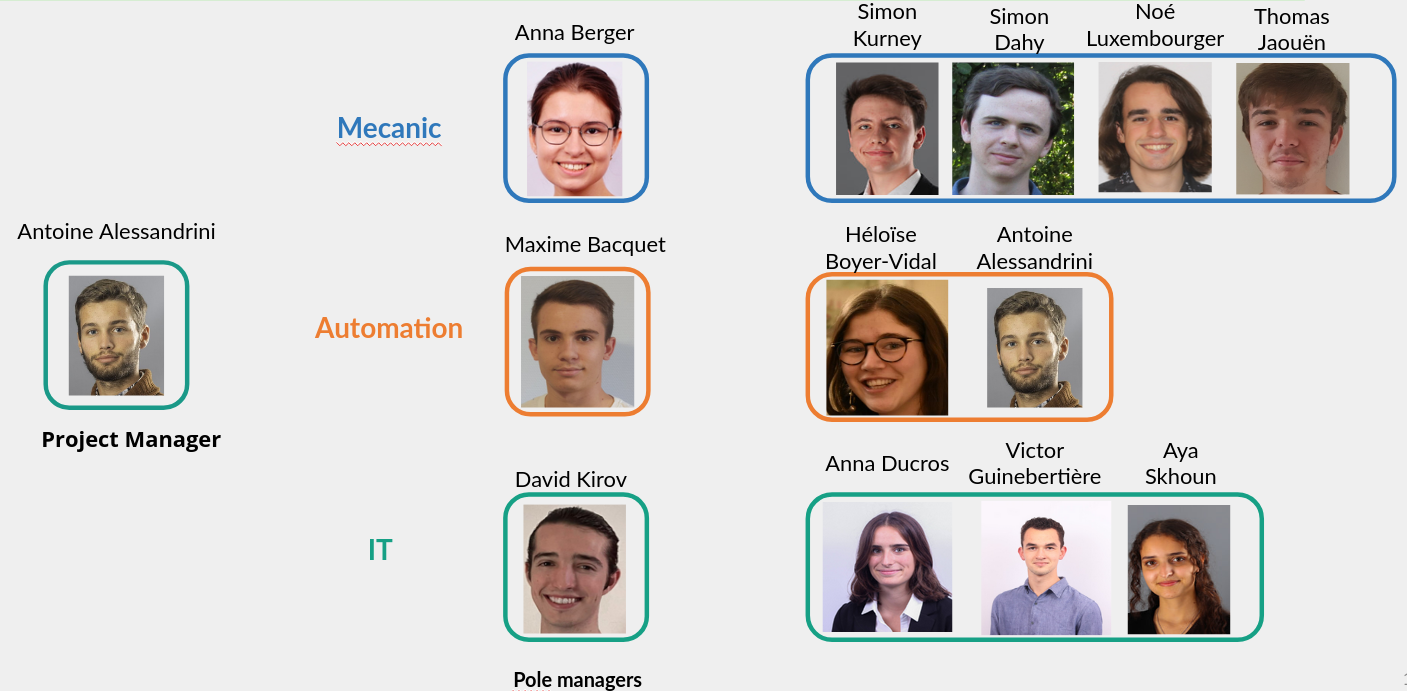 Simon
Kurney
Simon
Dahy
Noé
Luxembourger
Thomas
Jaouën
Anna Berger
Mecanic
Antoine Alessandrini
Project Manager
Maxime Bacquet
Héloïse
Boyer-Vidal
Antoine
Alessandrini
Automation
David Kirov
Anna Ducros
Victor
Guinebertière
Aya
Skhoun
IT
Pole managers